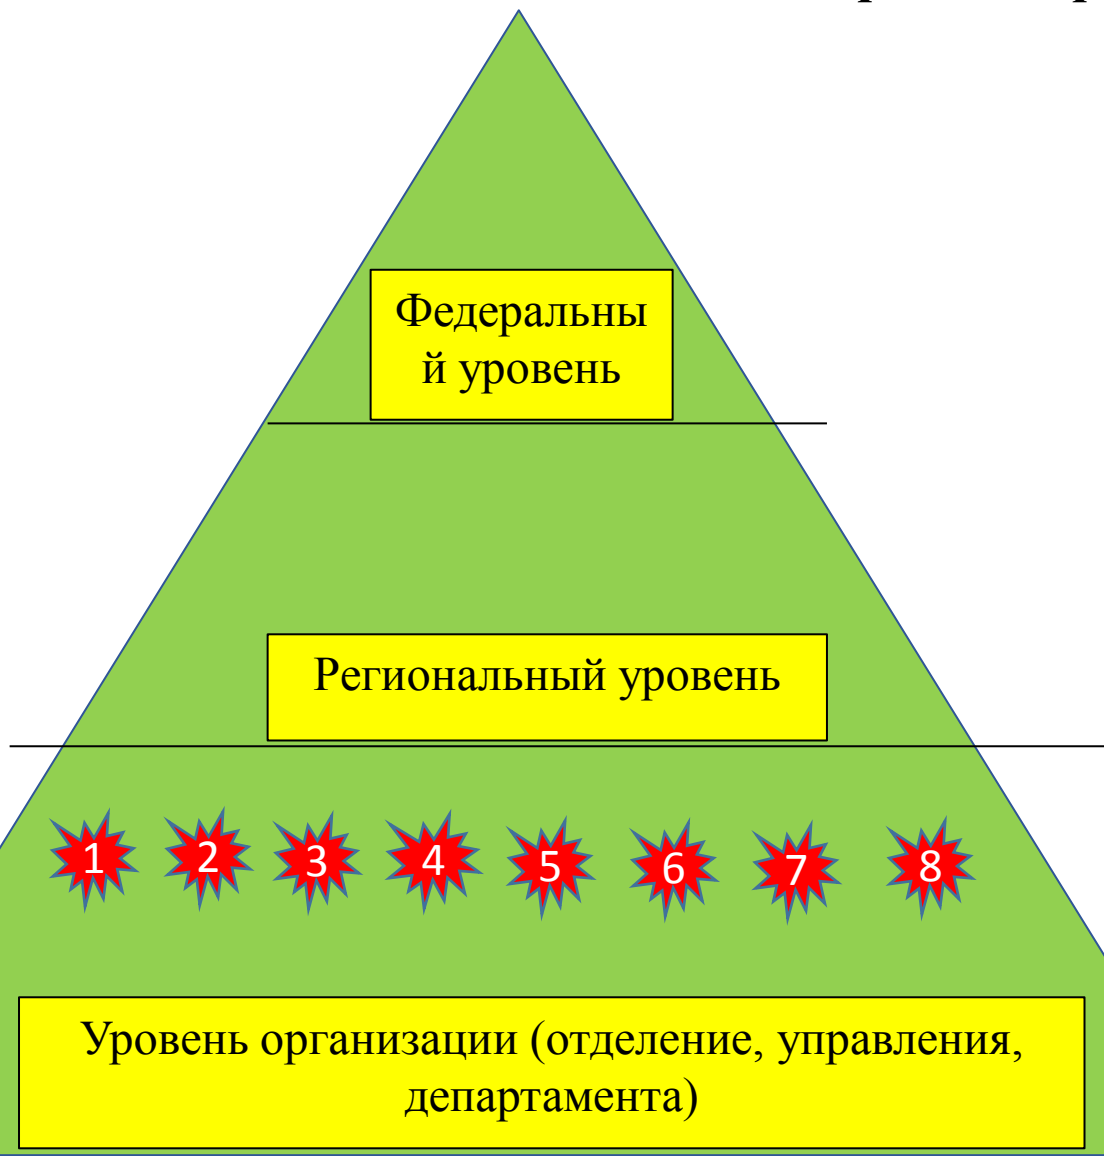 Федеральны
й уровень
Региональный уровень
1 2 3 4 5 6 7 8
Уровень организации (отделение, управления,
департамента)